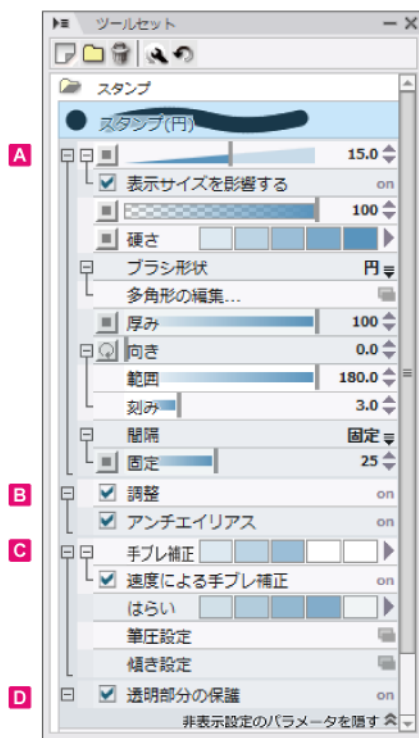 ツールセット
スタンプ
スタンプ(円)
A 15.0
表示サイズを影響する on
100
硬さ
ブラシ形状 円
多角形の編集...
厚み 100
向き 0.0
範囲 180.0
刻み 3.0
間隔 固定
固定 25
B 調整 on
アンチエイリアス on
C 手ブレ補正
速度による手ブレ補正 on
はらい
筆圧設定
傾き設定
D 透明部分の保護 on
非表示設定のパラメータを隠す